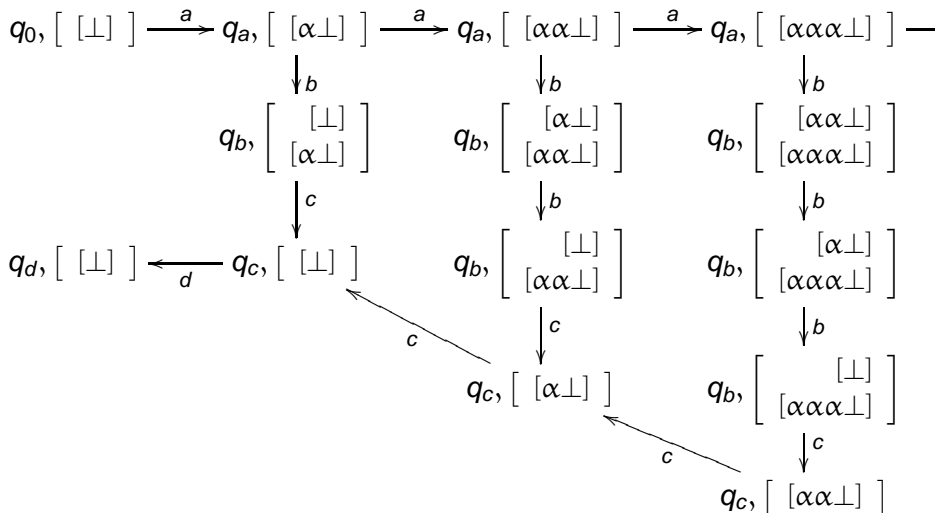 q0, [ [⊥] ] a qa, [ [α⊥] ] a qa, [ [αα⊥] ] a qa, [ [ααα⊥] ]
b b b
qb, [ [⊥] [α⊥] ] qb, [ [α⊥] [αα⊥] ] qb, [ [αα⊥] [ααα⊥] ]
c b b
qd, [ [⊥] ] d qc, [ [⊥] ] qb, [ [⊥] [αα⊥] ] qb, [ [α⊥] [ααα⊥] ]
c c b
qc, [ [α⊥] ] qb, [ [⊥] [ααα⊥] ]
c c
qc, [ [αα⊥] ]